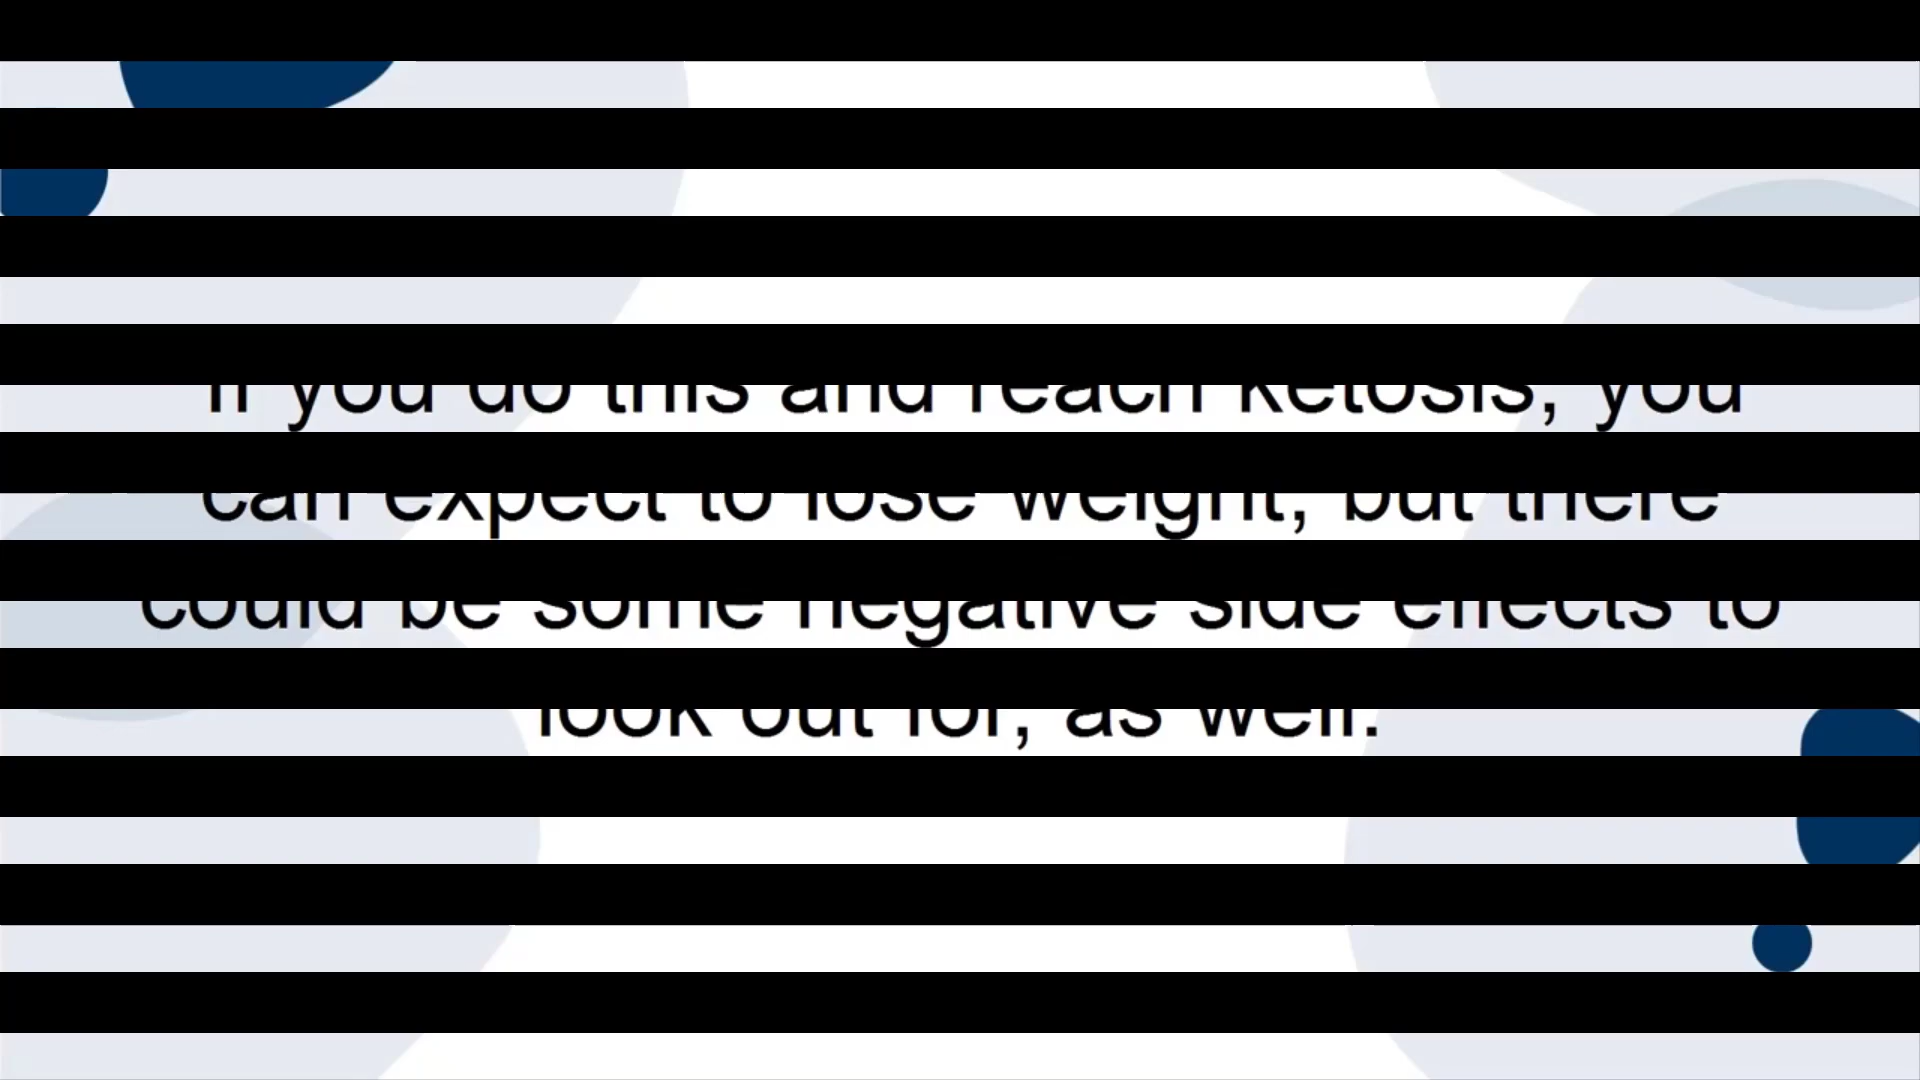 If you do this and reach ketosis, you
can expect to lose weight, but there
could be some negative side effects to
look out for, as well.